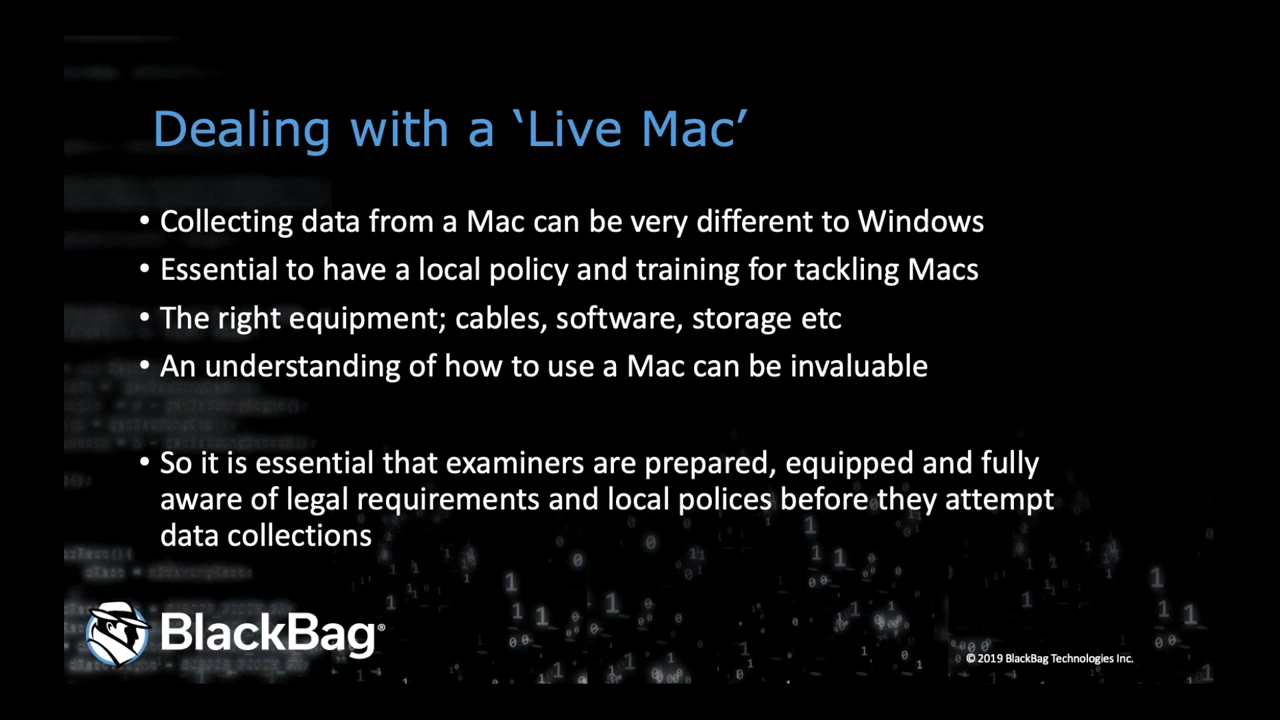 Dealing with a ‘Live Mac’
• Collecting data from a Mac can be very different to Windows
• Essential to have a local policy and training for tackling Macs
• The right equipment; cables, software, storage etc
• An understanding of how to use a Mac can be invaluable
• So it is essential that examiners are prepared, equipped and fully
aware of legal requirements and local polices before they attempt
data collections
BlackBag®
© 2019 BlackBag Technologies Inc.